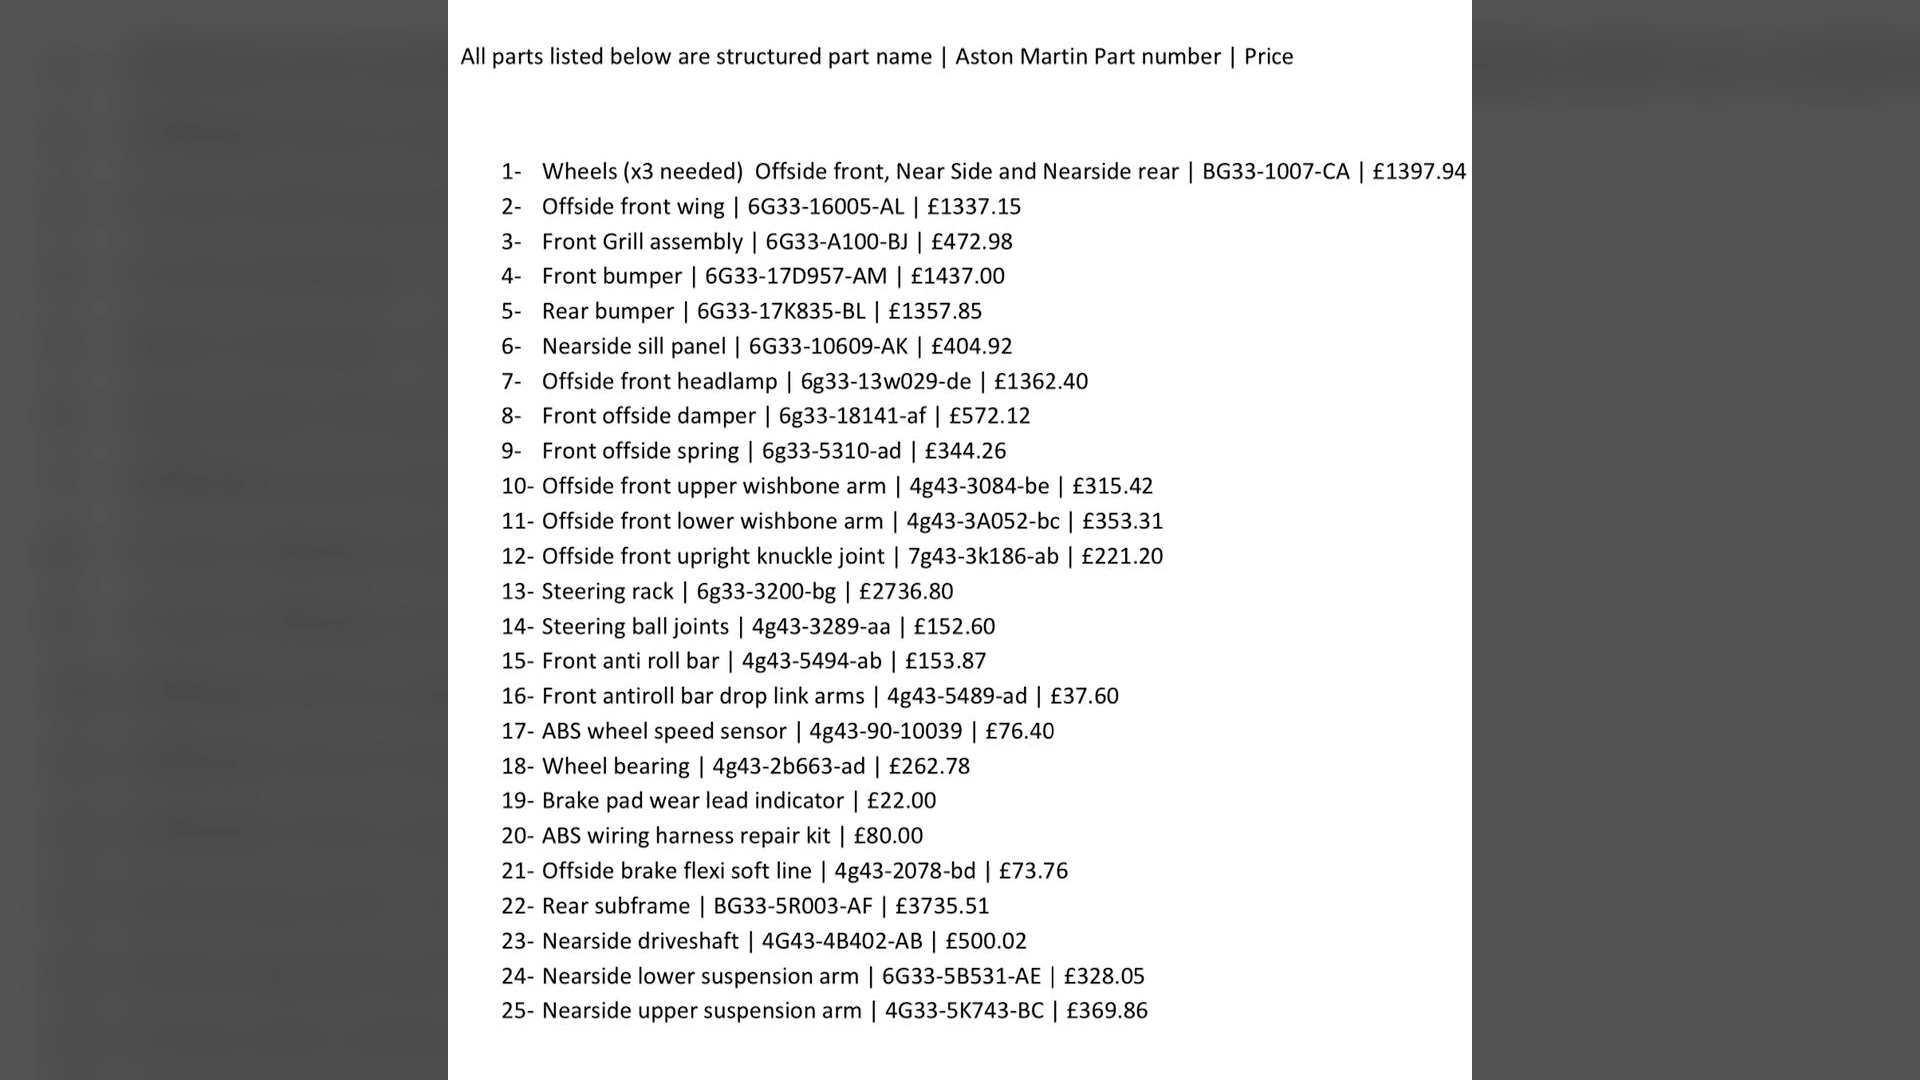 All parts listed below are structured part name | Aston Martin Part number | Price
1- Wheels (x3 needed) Offside front, Near Side and Nearside rear | BG33-1007-CA | £1397.94
2- Offside front wing | 6G33-16005-AL | £1337.15
3- Front Grill assembly | 6G33-A100-BJ | £472.98
4- Front bumper | 6G33-17D957-AM | £1437.00
5- Rear bumper | 6G33-17K835-BL | £1357.85
6- Nearside sill panel | 6G33-10609-AK | £404.92
7- Offside front headlamp | 6g33-13w029-de | £1362.40
8- Front offside damper | 6g33-18141-af | £572.12
9- Front offside spring | 6g33-5310-ad | £344.26
10- Offside front upper wishbone arm | 4g43-3084-be | £315.42
11- Offside front lower wishbone arm | 4g43-3A052-bc | £353.31
12- Offside front upright knuckle joint | 7g43-3k186-ab | £221.20
13- Steering rack | 6g33-3200-bg | £2736.80
14- Steering ball joints | 4g43-3289-aa | £152.60
15- Front anti roll bar | 4g43-5494-ab | £153.87
16- Front antiroll bar drop link arms | 4g43-5489-ad | £37.60
17- ABS wheel speed sensor | 4g43-90-10039 | £76.40
18- Wheel bearing | 4g43-2b663-ad | £262.78
19- Brake pad wear lead indicator | £22.00
20- ABS wiring harness repair kit | £80.00
21- Offside brake flexi soft line | 4g43-2078-bd | £73.76
22- Rear subframe | BG33-5R003-AF | £3735.51
23- Nearside driveshaft | 4G43-4B402-AB | £500.02
24- Nearside lower suspension arm | 6G33-5B531-AE | £328.05
25- Nearside upper suspension arm | 4G33-5K743-BC | £369.86